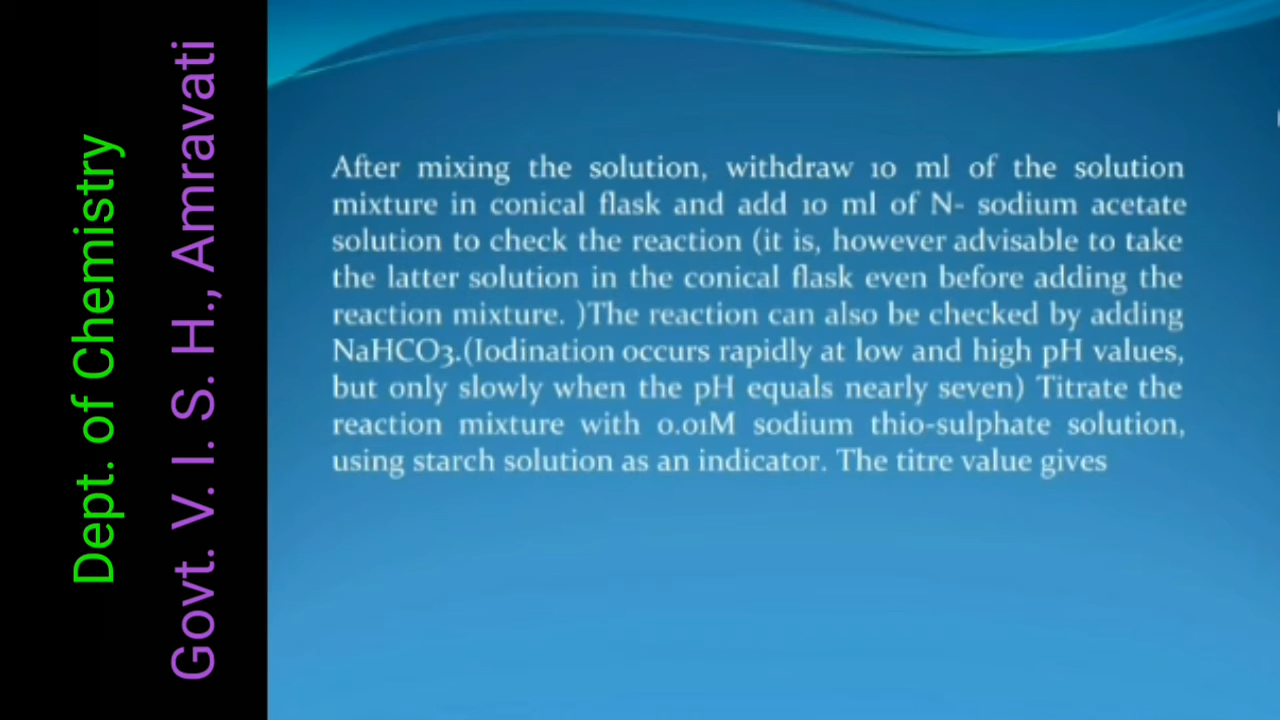 Dept. of Chemistry
Govt. V. I. S. H., Amravati
After mixing the solution, withdraw 10 ml of the solution
mixture in conical flask and add 10 ml of N- sodium acetate
solution to check the reaction (it is, however advisable to take
the latter solution in the conical flask even before adding the
reaction mixture. )The reaction can also be checked by adding
NaHCO3.(Iodination occurs rapidly at low and high pH values,
but only slowly when the pH equals nearly seven) Titrate the
reaction mixture with 0.01M sodium thio-sulphate solution,
using starch solution as an indicator. The titre value gives